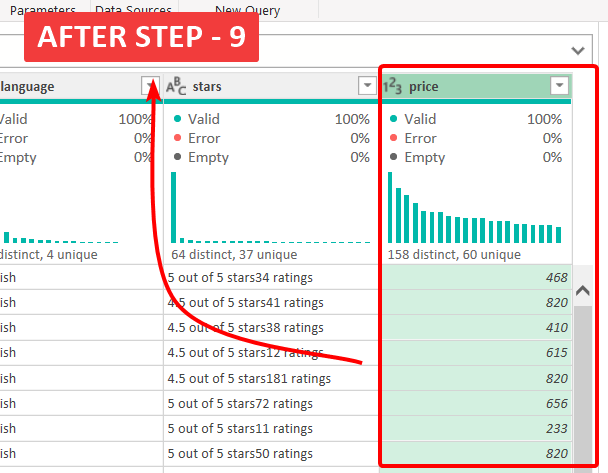 Parameters Data Sources New Query
AFTER STEP - 9
language ABC stars 123 price
Valid 100% Valid 100% Valid 100%
Error 0% Error 0% Error 0%
Empty 0% Empty 0% Empty 0%
distinct, 4 unique 64 distinct, 37 unique 158 distinct, 60 unique
ish 5 out of 5 stars34 ratings 468
ish 4.5 out of 5 stars41 ratings 820
ish 4.5 out of 5 stars38 ratings 410
ish 4.5 out of 5 stars12 ratings 615
ish 4.5 out of 5 stars181 ratings 820
ish 5 out of 5 stars72 ratings 656
ish 5 out of 5 stars11 ratings 233
ish 5 out of 5 stars50 ratings 820